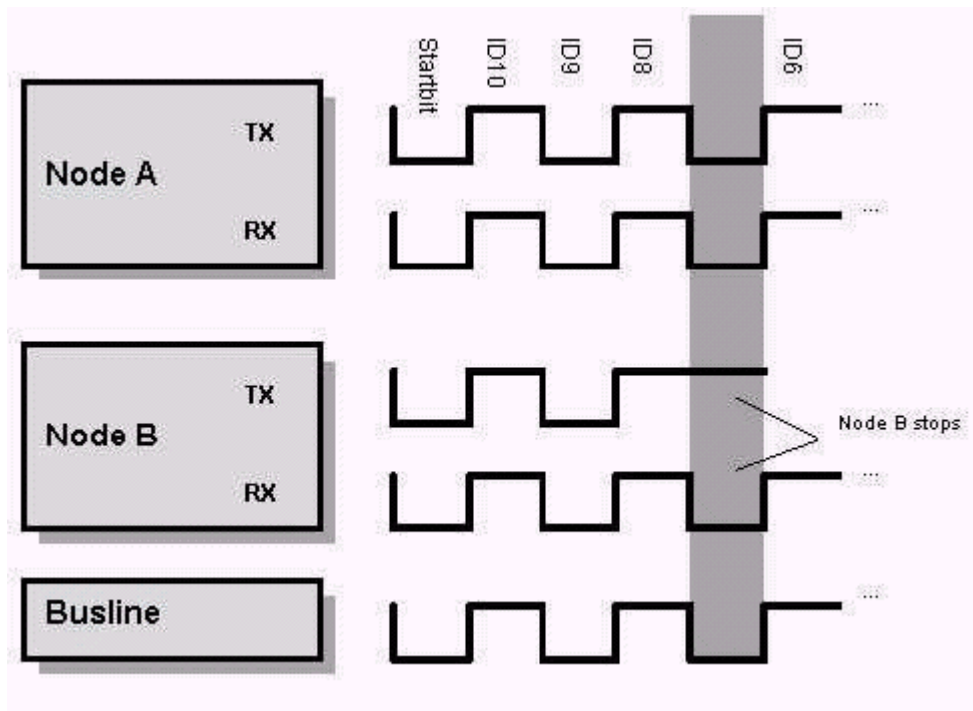 Startbit
ID10
ID9
ID8
ID6
Node A
TX
RX
...
...
Node B
TX
RX
Node B stops
...
Busline
...